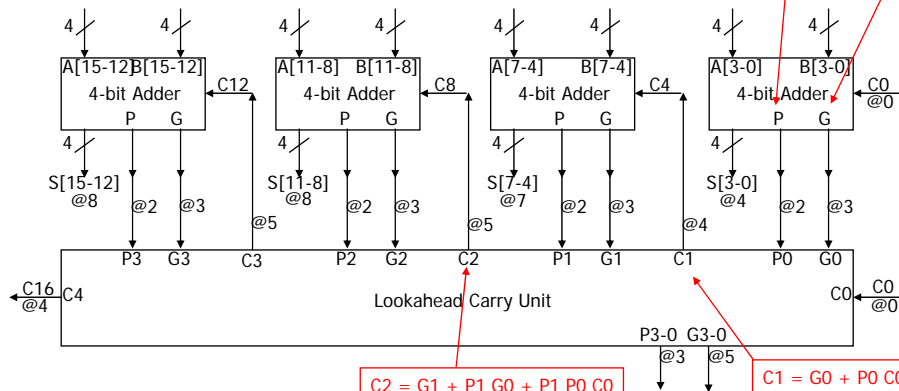 4 4 4 4 4 4 4 4
A[15-12] B[15-12] C12 A[11-8] B[11-8] C8 A[7-4] B[7-4] C4 A[3-0] B[3-0] C0
4-bit Adder 4-bit Adder 4-bit Adder 4-bit Adder @0
P G P G P G P G
4 4 4 4
S[15-12] S[11-8] S[7-4] S[3-0]
@8 @2 @3 @5 @8 @2 @3 @5 @7 @2 @3 @4 @4 @2 @3
P3 G3 C3 P2 G2 C2 P1 G1 C1 P0 G0
C16 C4 Lookahead Carry Unit C0 C0
@4 @0
P3-0 G3-0
@3 @5
C2 = G1 + P1 G0 + P1 P0 C0
C1 = G0 + P0 C0